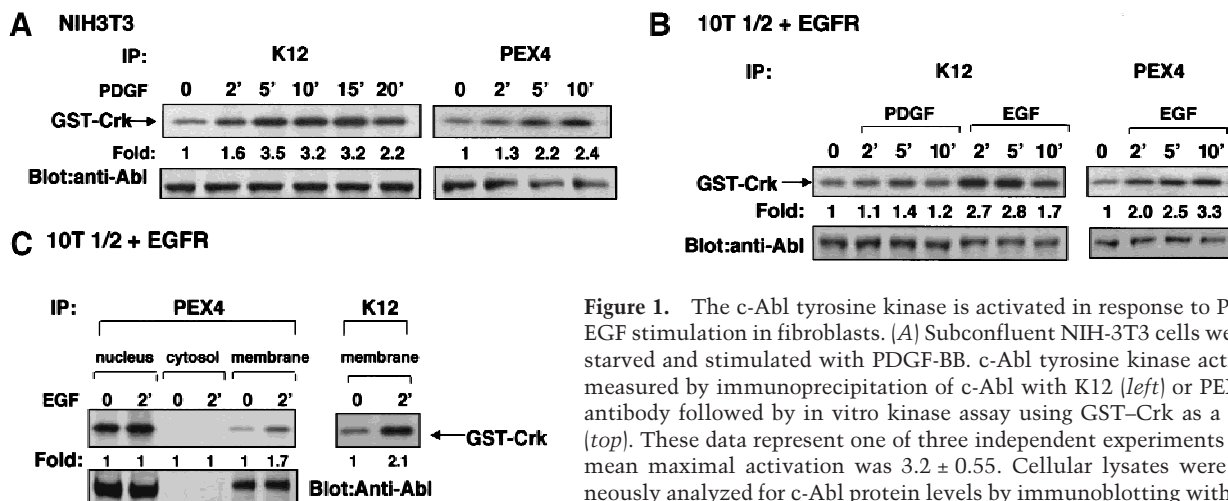 A NIH3T3
IP: K12 PEX4
PDGF 0 2' 5' 10' 15' 20' 0 2' 5' 10'
GST-Crk
Fold: 1 1.6 3.5 3.2 3.2 2.2 1 1.3 2.2 2.4
Blot:anti-Abl
B 10T 1/2 + EGFR
IP: K12 PEX4
PDGF EGF EGF
0 2' 5' 10' 2' 5' 10' 0 2' 5' 10'
GST-Crk
Fold: 1 1.1 1.4 1.2 2.7 2.8 1.7 1 2.0 2.5 3.3
Blot:anti-Abl
C 10T 1/2 + EGFR
IP: PEX4 K12
nucleus cytosol membrane membrane
EGF 0 2' 0 2' 0 2' 0 2'
GST-Crk
Fold: 1 1 1 1 1 1.7 1 2.1
Blot:Anti-Abl
Figure 1. The c-Abl tyrosine kinase is activated in response to P
EGF stimulation in fibroblasts. (A) Subconfluent NIH-3T3 cells we
starved and stimulated with PDGF-BB. c-Abl tyrosine kinase act
measured by immunoprecipitation of c-Abl with K12 (left) or PE
antibody followed by in vitro kinase assay using GST–Crk as a
(top). These data represent one of three independent experiments
mean maximal activation was 3.2 ± 0.55. Cellular lysates were
neously analyzed for c-Abl protein levels by immunoblotting with